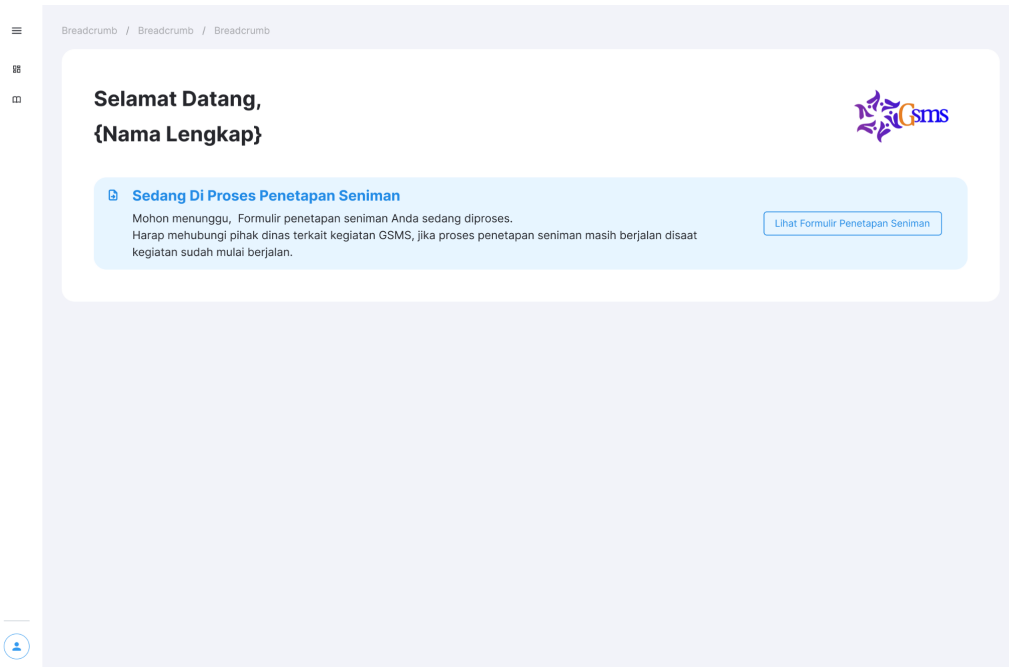 Breadcrumb / Breadcrumb / Breadcrumb
Selamat Datang,
{Nama Lengkap}
Gsms
Sedang Di Proses Penetapan Seniman
Mohon menunggu, Formulir penetapan seniman Anda sedang diproses.
Harap mehubungi pihak dinas terkait kegiatan GSMS, jika proses penetapan seniman masih berjalan disaat
kegiatan sudah mulai berjalan.
Lihat Formulir Penetapan Seniman